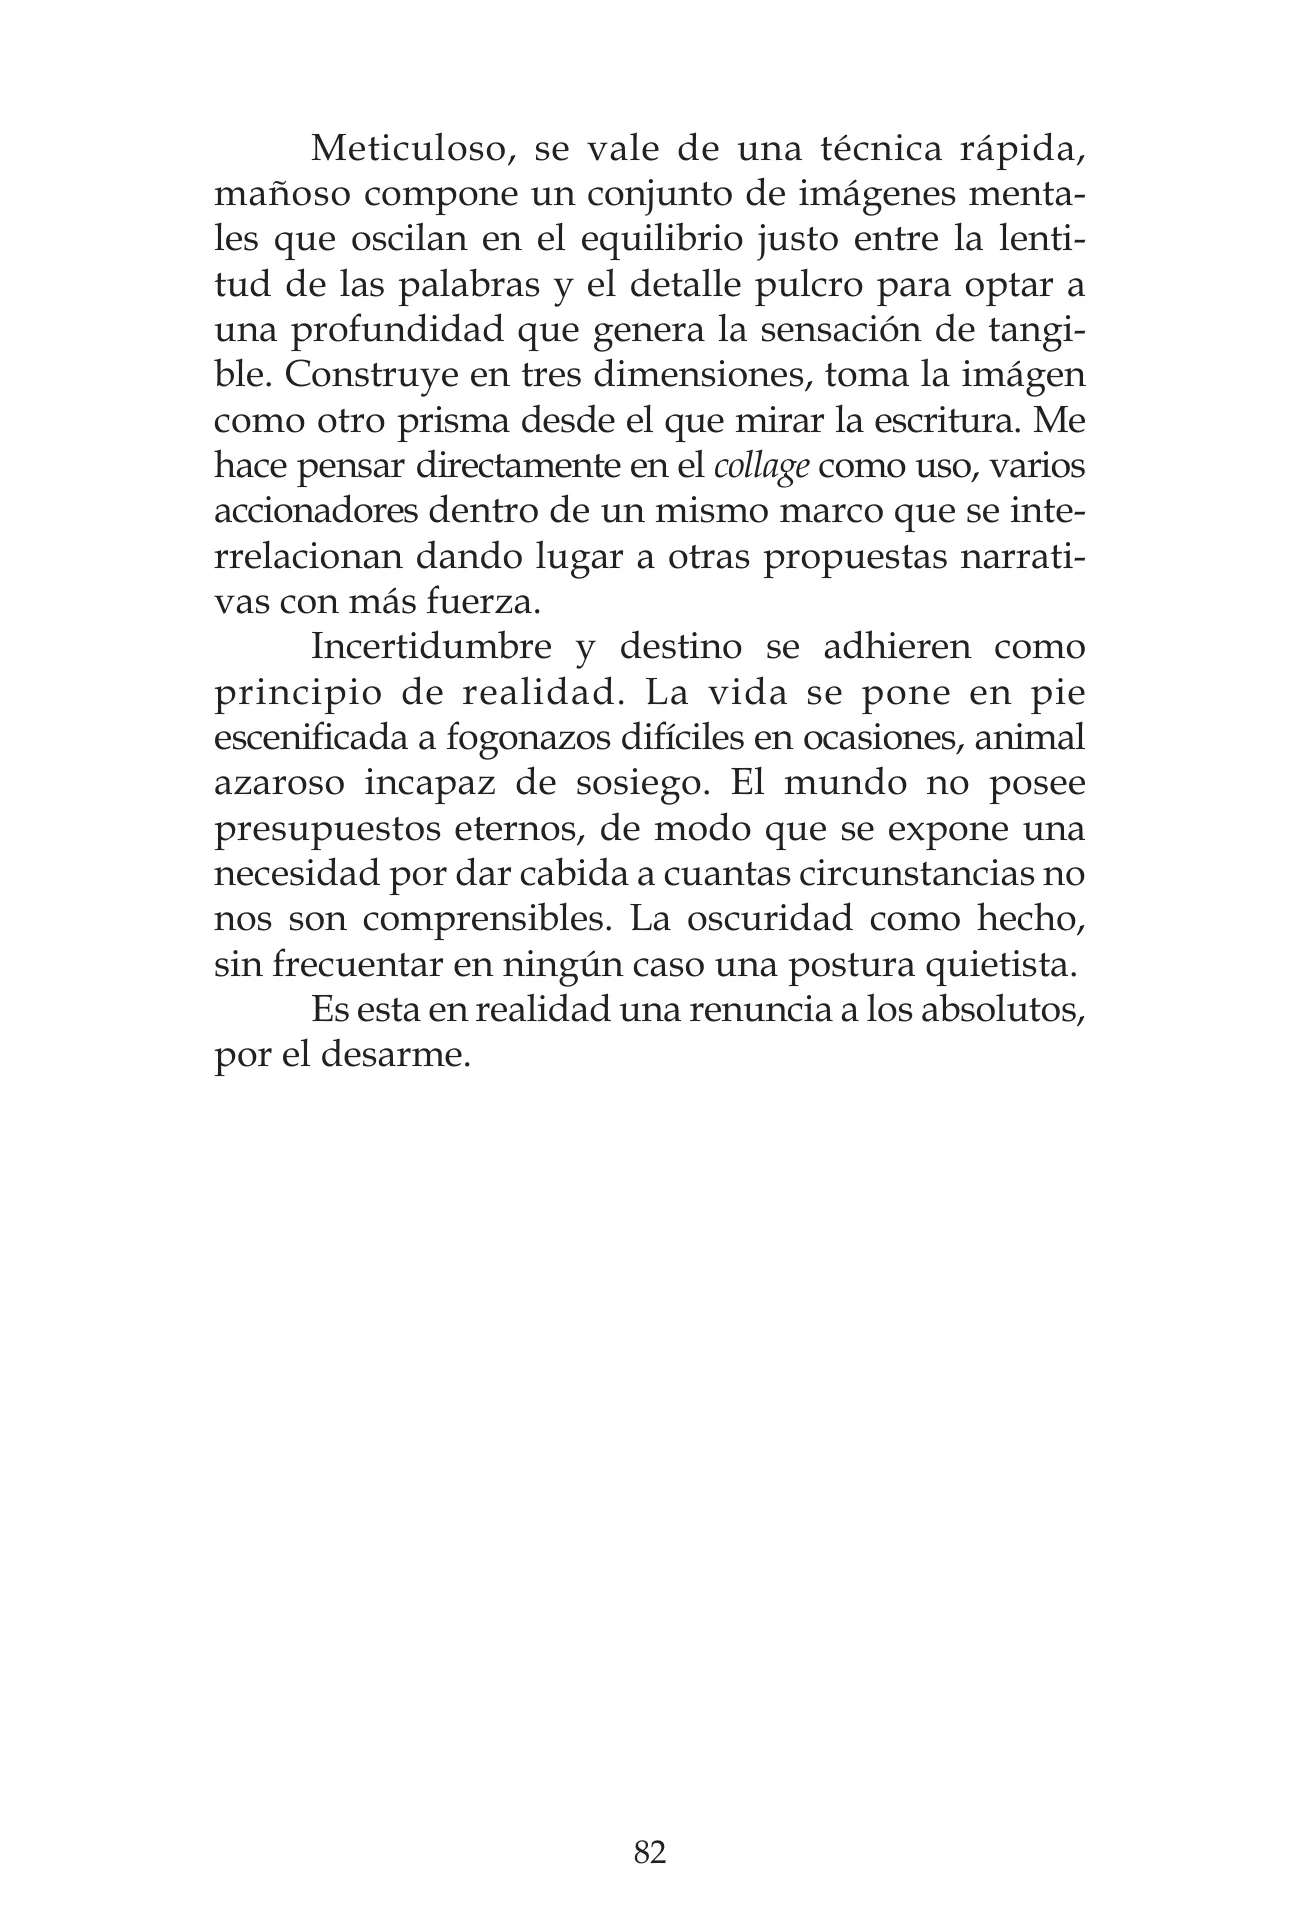 Meticuloso, se vale de una técnica rápida,
mañoso compone un conjunto de imágenes menta-
les que oscilan en el equilibrio justo entre la lenti-
tud de las palabras y el detalle pulcro para optar a
una profundidad que genera la sensación de tangi-
ble. Construye en tres dimensiones, toma la imágen
como otro prisma desde el que mirar la escritura. Me
hace pensar directamente en el collage como uso, varios
accionadores dentro de un mismo marco que se inte-
rrelacionan dando lugar a otras propuestas narrati-
vas con más fuerza.
Incertidumbre y destino se adhieren como
principio de realidad. La vida se pone en pie
escenificada a fogonazos difíciles en ocasiones, animal
azaroso incapaz de sosiego. El mundo no posee
presupuestos eternos, de modo que se expone una
necesidad por dar cabida a cuantas circunstancias no
nos son comprensibles. La oscuridad como hecho,
sin frecuentar en ningún caso una postura quietista.
Es esta en realidad una renuncia a los absolutos,
por el desarme.
82